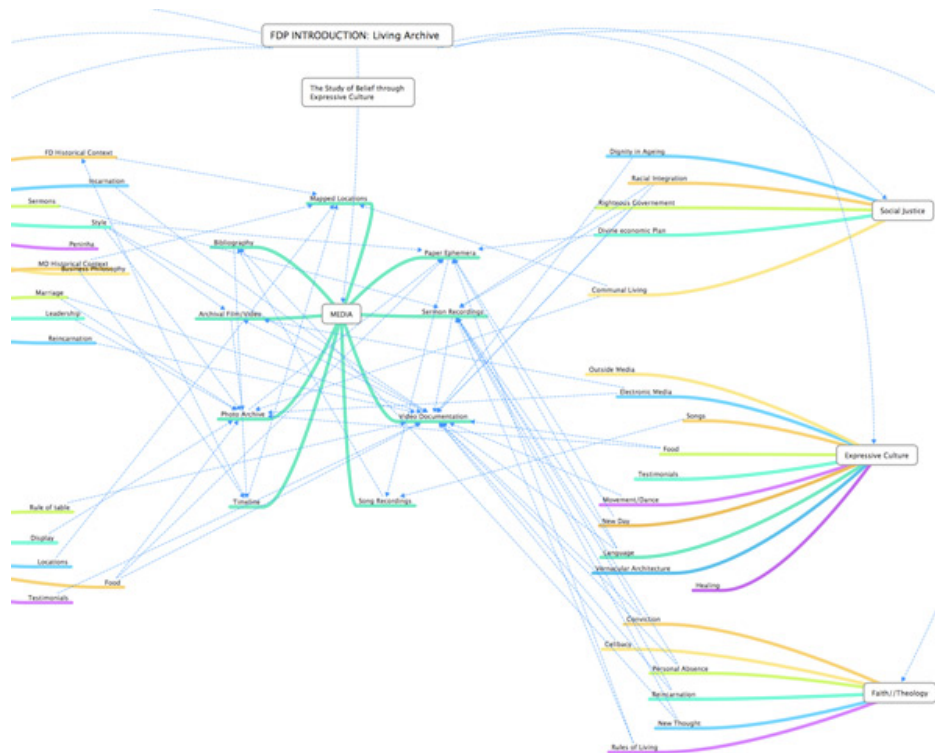 FDP INTRODUCTION: Living Archive
The Study of Belief through
Expressive Culture
FD Historical Context
Incarnation
Sermons
Style
Peninha
MD Historical Context
Business Philosophy
Marriage
Leadership
Reincarnation
Rule of table
Display
Locations
Food
Testimonials
Mapped Locations
Bibliography
Paper Ephemera
Archival Film/Video
MEDIA
Sermon Recordings
Photo Archive
Video Documentation
Timeline
Song Recordings
Dignity in Ageing
Racial Integration
Righteous Governement
Divine economic Plan
Communal Living
Social Justice
Outside Media
Electronic Media
Songs
Food
Testimonials
Movement/Dance
New Day
Language
Vernacular Architecture
Healing
Expressive Culture
Conviction
Celibacy
Personal Absence
Reincarnation
New Thought
Rules of Living
Faith//Theology